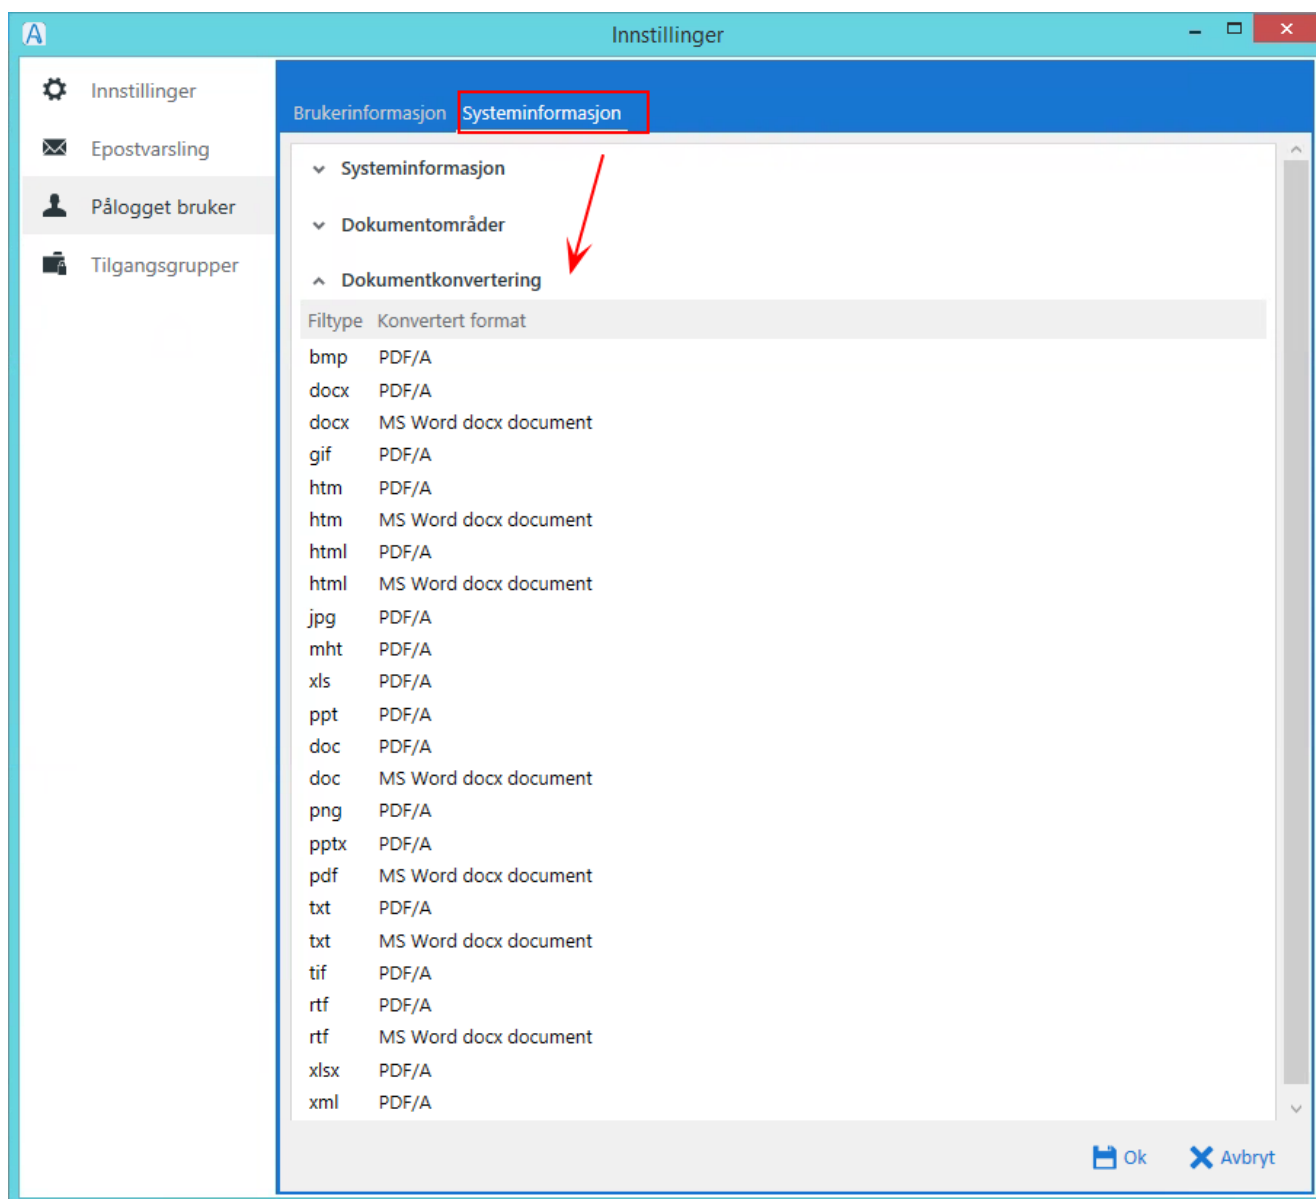 A
Innstillinger
Innstillinger
Epostvarsling
Pålogget bruker
Tilgangsgrupper
Brukerinformasjon Systeminformasjon
Systeminformasjon
Dokumentområder
Dokumentkonvertering
Filtype Konvertert format
bmp PDF/A
docx PDF/A
docx MS Word docx document
gif PDF/A
htm PDF/A
htm MS Word docx document
html PDF/A
html MS Word docx document
jpg PDF/A
mht PDF/A
xls PDF/A
ppt PDF/A
doc PDF/A
doc MS Word docx document
png PDF/A
pptx PDF/A
pdf MS Word docx document
txt PDF/A
txt MS Word docx document
tif PDF/A
rtf PDF/A
rtf MS Word docx document
xlsx PDF/A
xml PDF/A
Ok Avbryt